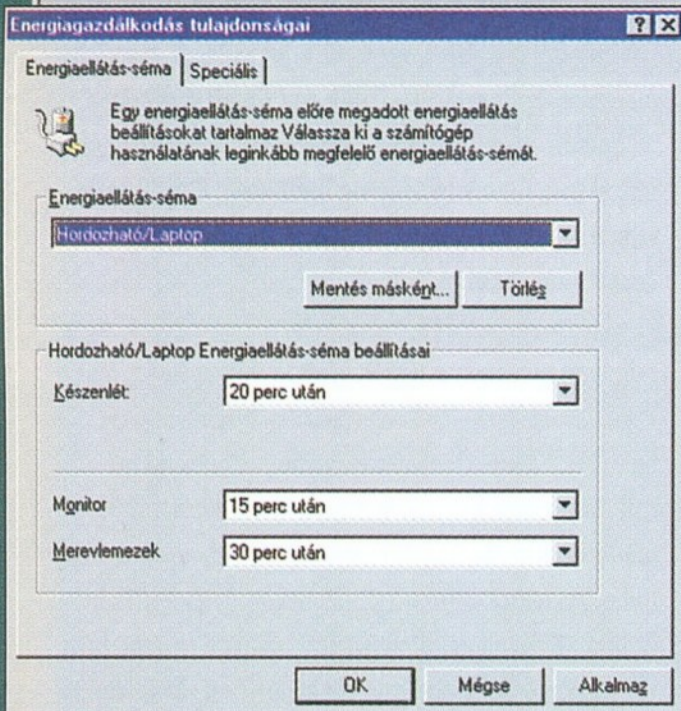 Energiagazdálkodás tulajdonságai
Energiaellátás-séma
Speciális
Egy energiaellátás-séma előre megadott energiaellátás
beállításokat tartalmaz Válassza ki a számítógép
használatának leginkább megfelelő energiaellátás-sémát.
Energiaellátás-séma
Hordozható/Laptop
Mentés másként...
Törlés
Hordozható/Laptop Energiaellátás-séma beállításai
Készenlét:
20 perc után
Monitor
15 perc után
Merevlemezek
30 perc után
OK
Mégse
Alkalmaz